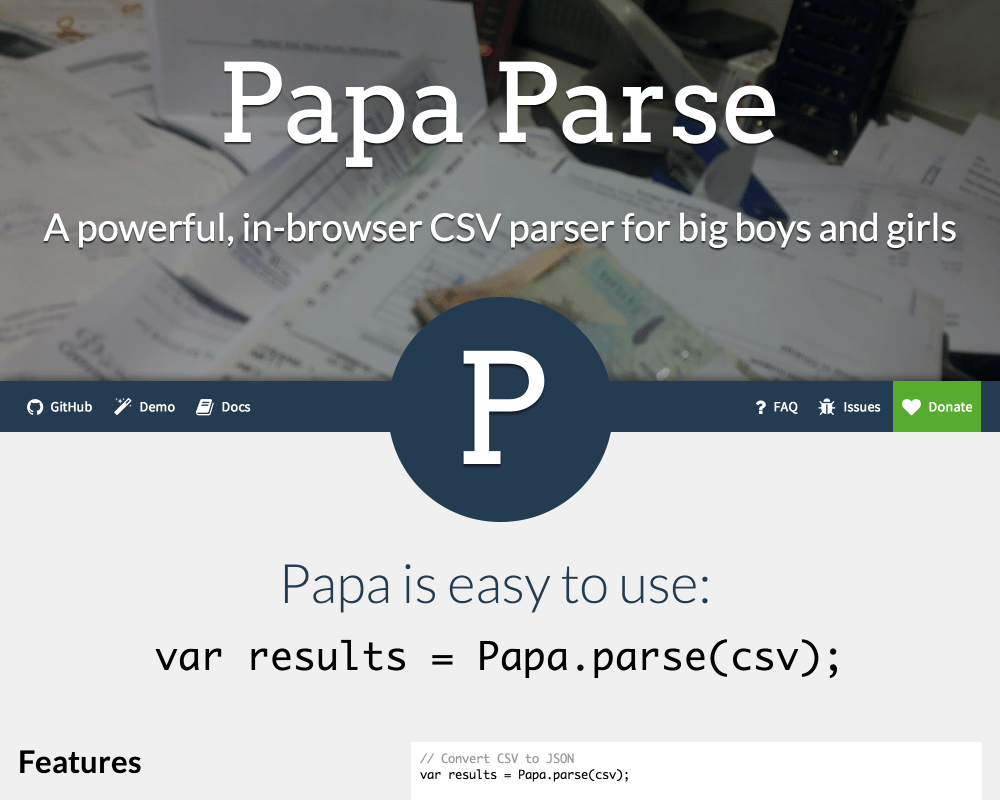 Papa Parse
A powerful, in-browser CSV parser for big boys and girls
P
GitHub Demo Docs FAQ Issues Donate
Papa is easy to use:
var results = Papa.parse(csv);
Features
// Convert CSV to JSON
var results = Papa.parse(csv);